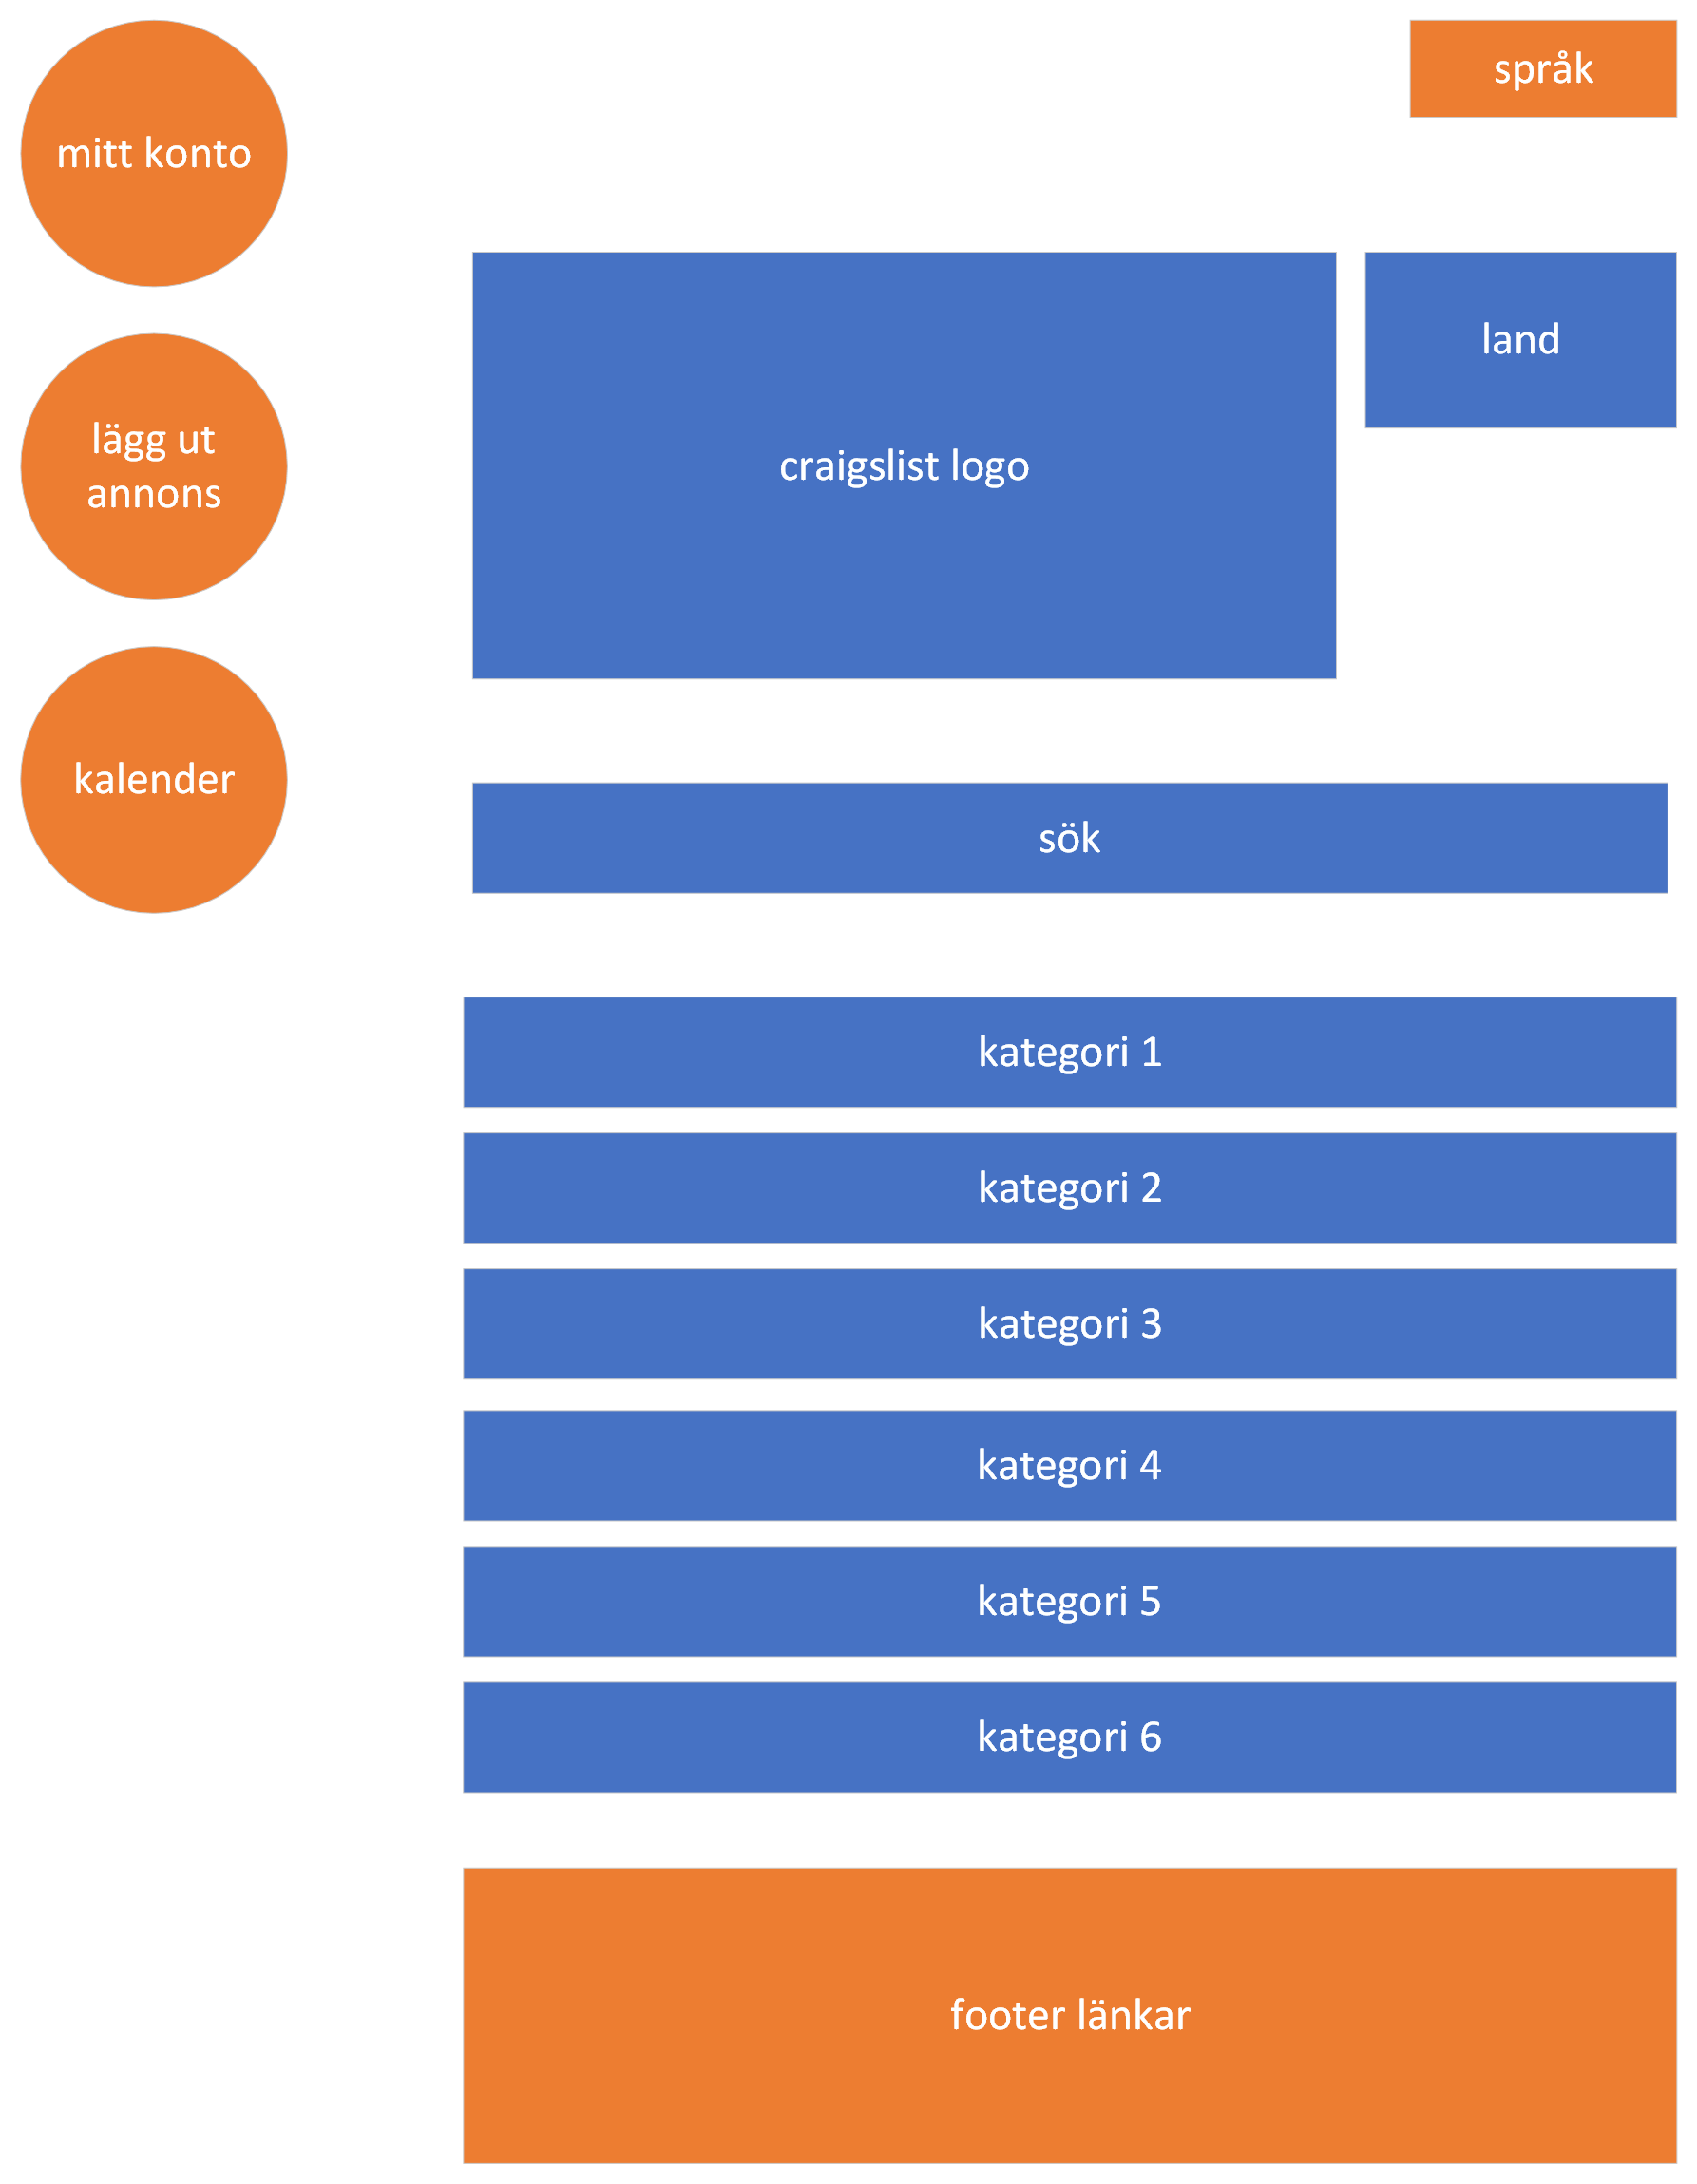 mitt konto
språk
lägg ut
annons
craigslist logo
land
kalender
sök
kategori 1
kategori 2
kategori 3
kategori 4
kategori 5
kategori 6
footer länkar